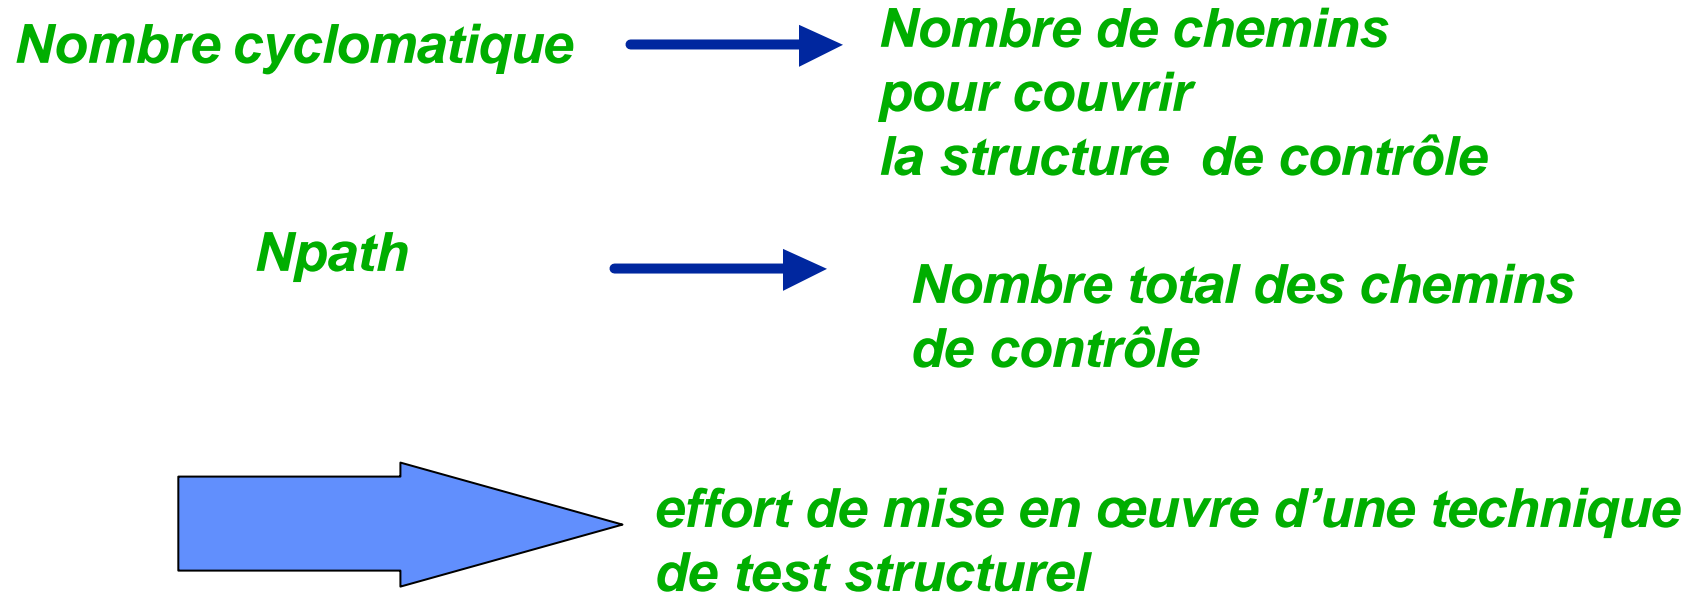 Nombre cyclomatique
Nombre de chemins
pour couvrir
la structure de contrôle
Npath
Nombre total des chemins
de contrôle
effort de mise en œuvre d’une technique
de test structurel